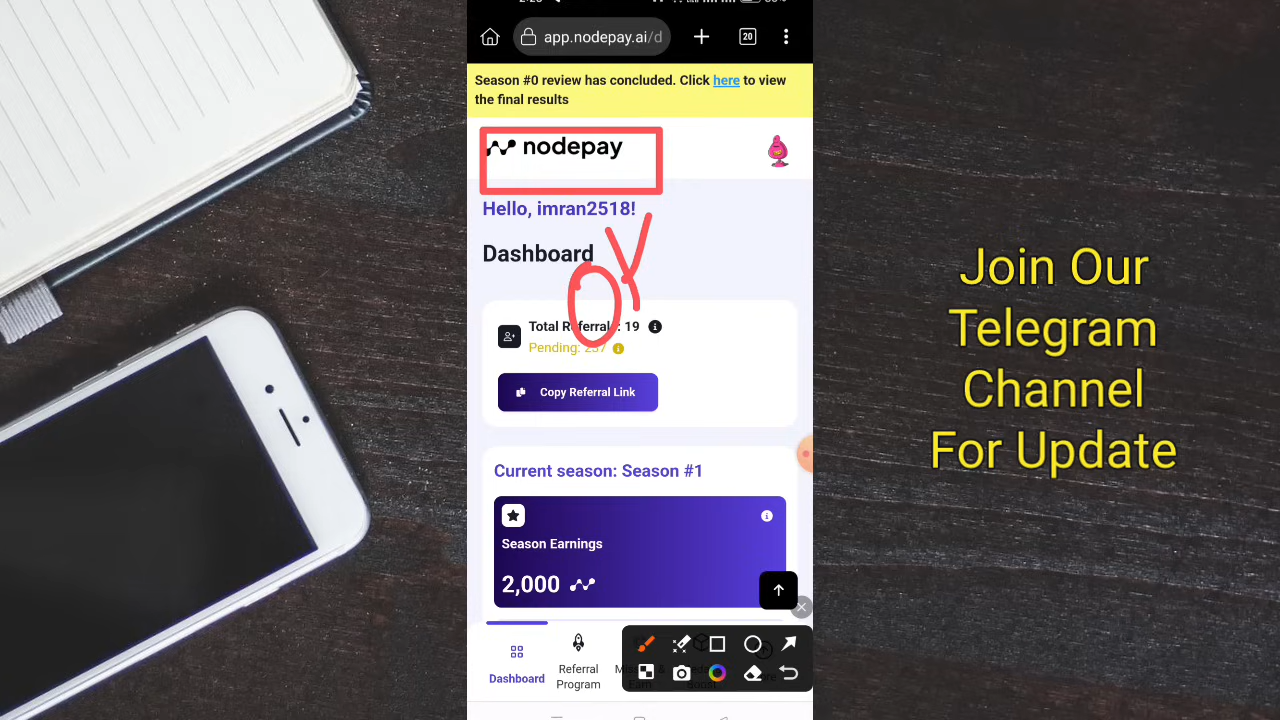 app.nodepay.ai/d
20
Season #0 review has concluded. Click here to view
the final results
nodepay
Hello, imran2518!
Dashboard
Total Referrals: 19
Pending: 237
Copy Referral Link
Current season: Season #1
Season Earnings
2,000
Dashboard
Referral
Program
Join Our
Telegram
Channel
For Update